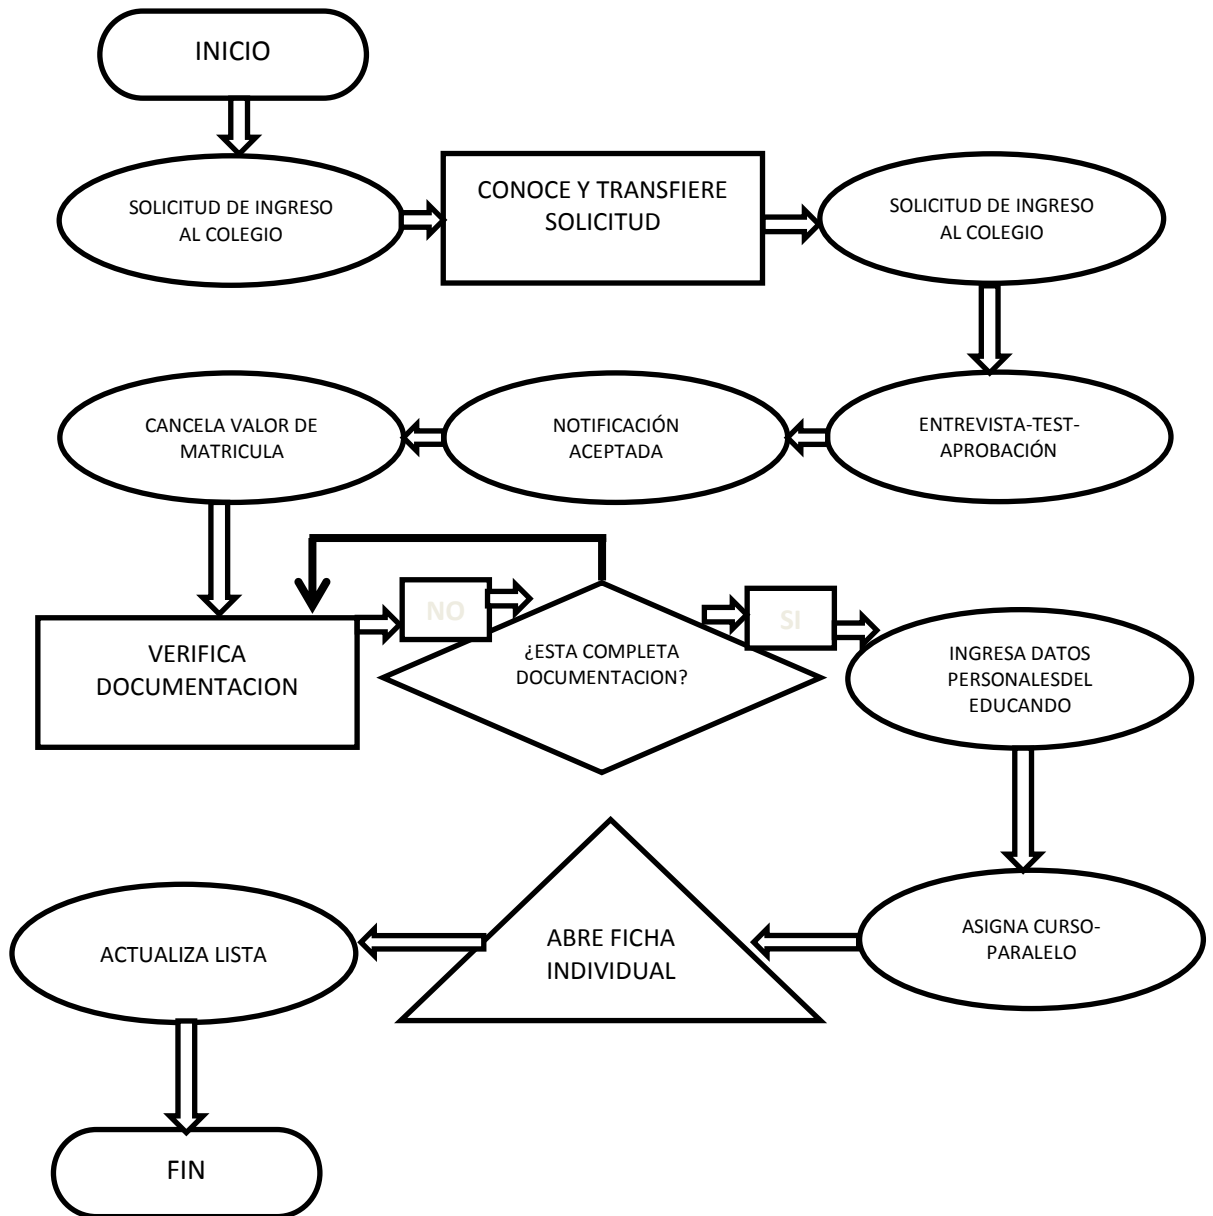 INICIO
SOLICITUD DE INGRESO
AL COLEGIO
CONOCE Y TRANSFIERE
SOLICITUD
SOLICITUD DE INGRESO
AL COLEGIO
CANCELA VALOR DE
MATRICULA
NOTIFICACIÓN
ACEPTADA
ENTREVISTA-TEST-
APROBACIÓN
VERIFICA
DOCUMENTACION
NO
¿ESTA COMPLETA
DOCUMENTACION?
SI
INGRESA DATOS
PERSONALESDEL
EDUCANDO
ACTUALIZA LISTA
ABRE FICHA
INDIVIDUAL
ASIGNA CURSO-
PARALELO
FIN